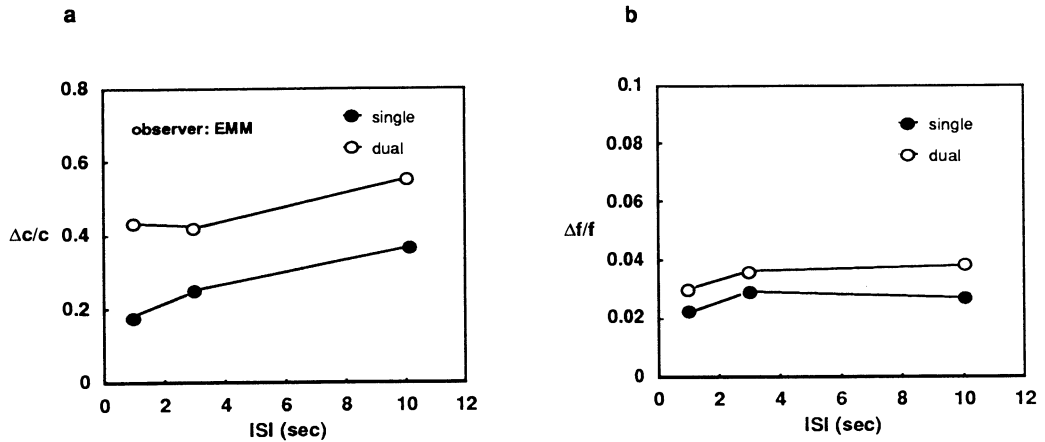 a
b
0.8
0.6
0.4
0.2
0
Δc/c
observer: EMM
single
dual
0 2 4 6 8 10 12
ISI (sec)
0.1
0.08
0.06
0.04
0.02
0
Δf/f
single
dual
0 2 4 6 8 10 12
ISI (sec)